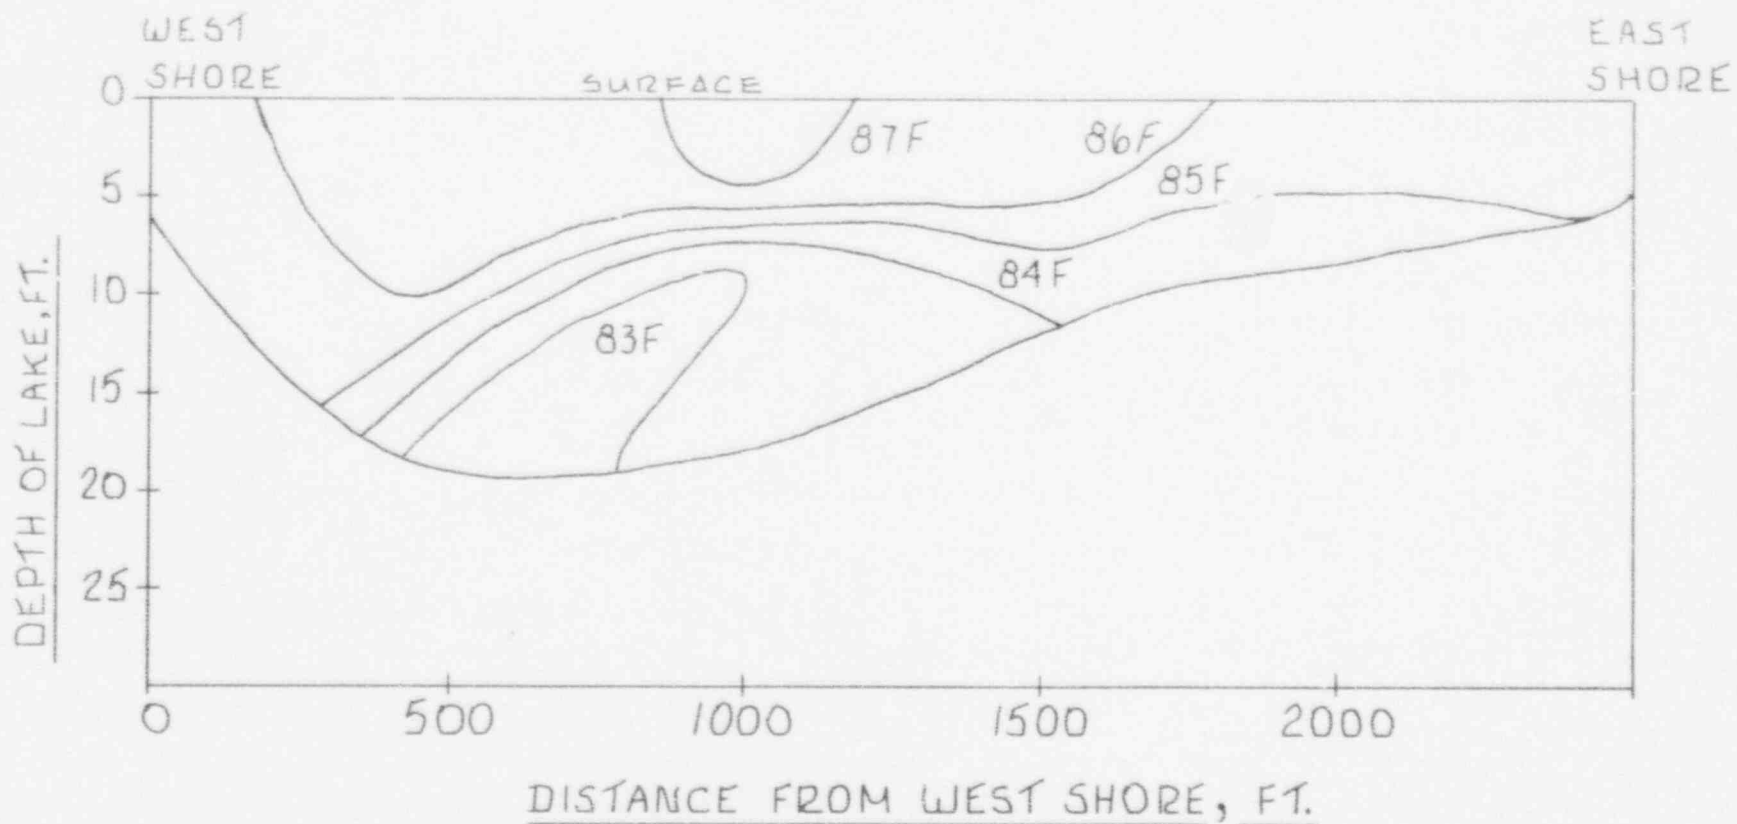 WEST
SHORE
SURFACE
EAST
SHORE
0
5
10
15
20
25
DEPTH OF LAKE, FT.
87F
86F
85F
84F
83F
0 500 1000 1500 2000
DISTANCE FROM WEST SHORE, FT.